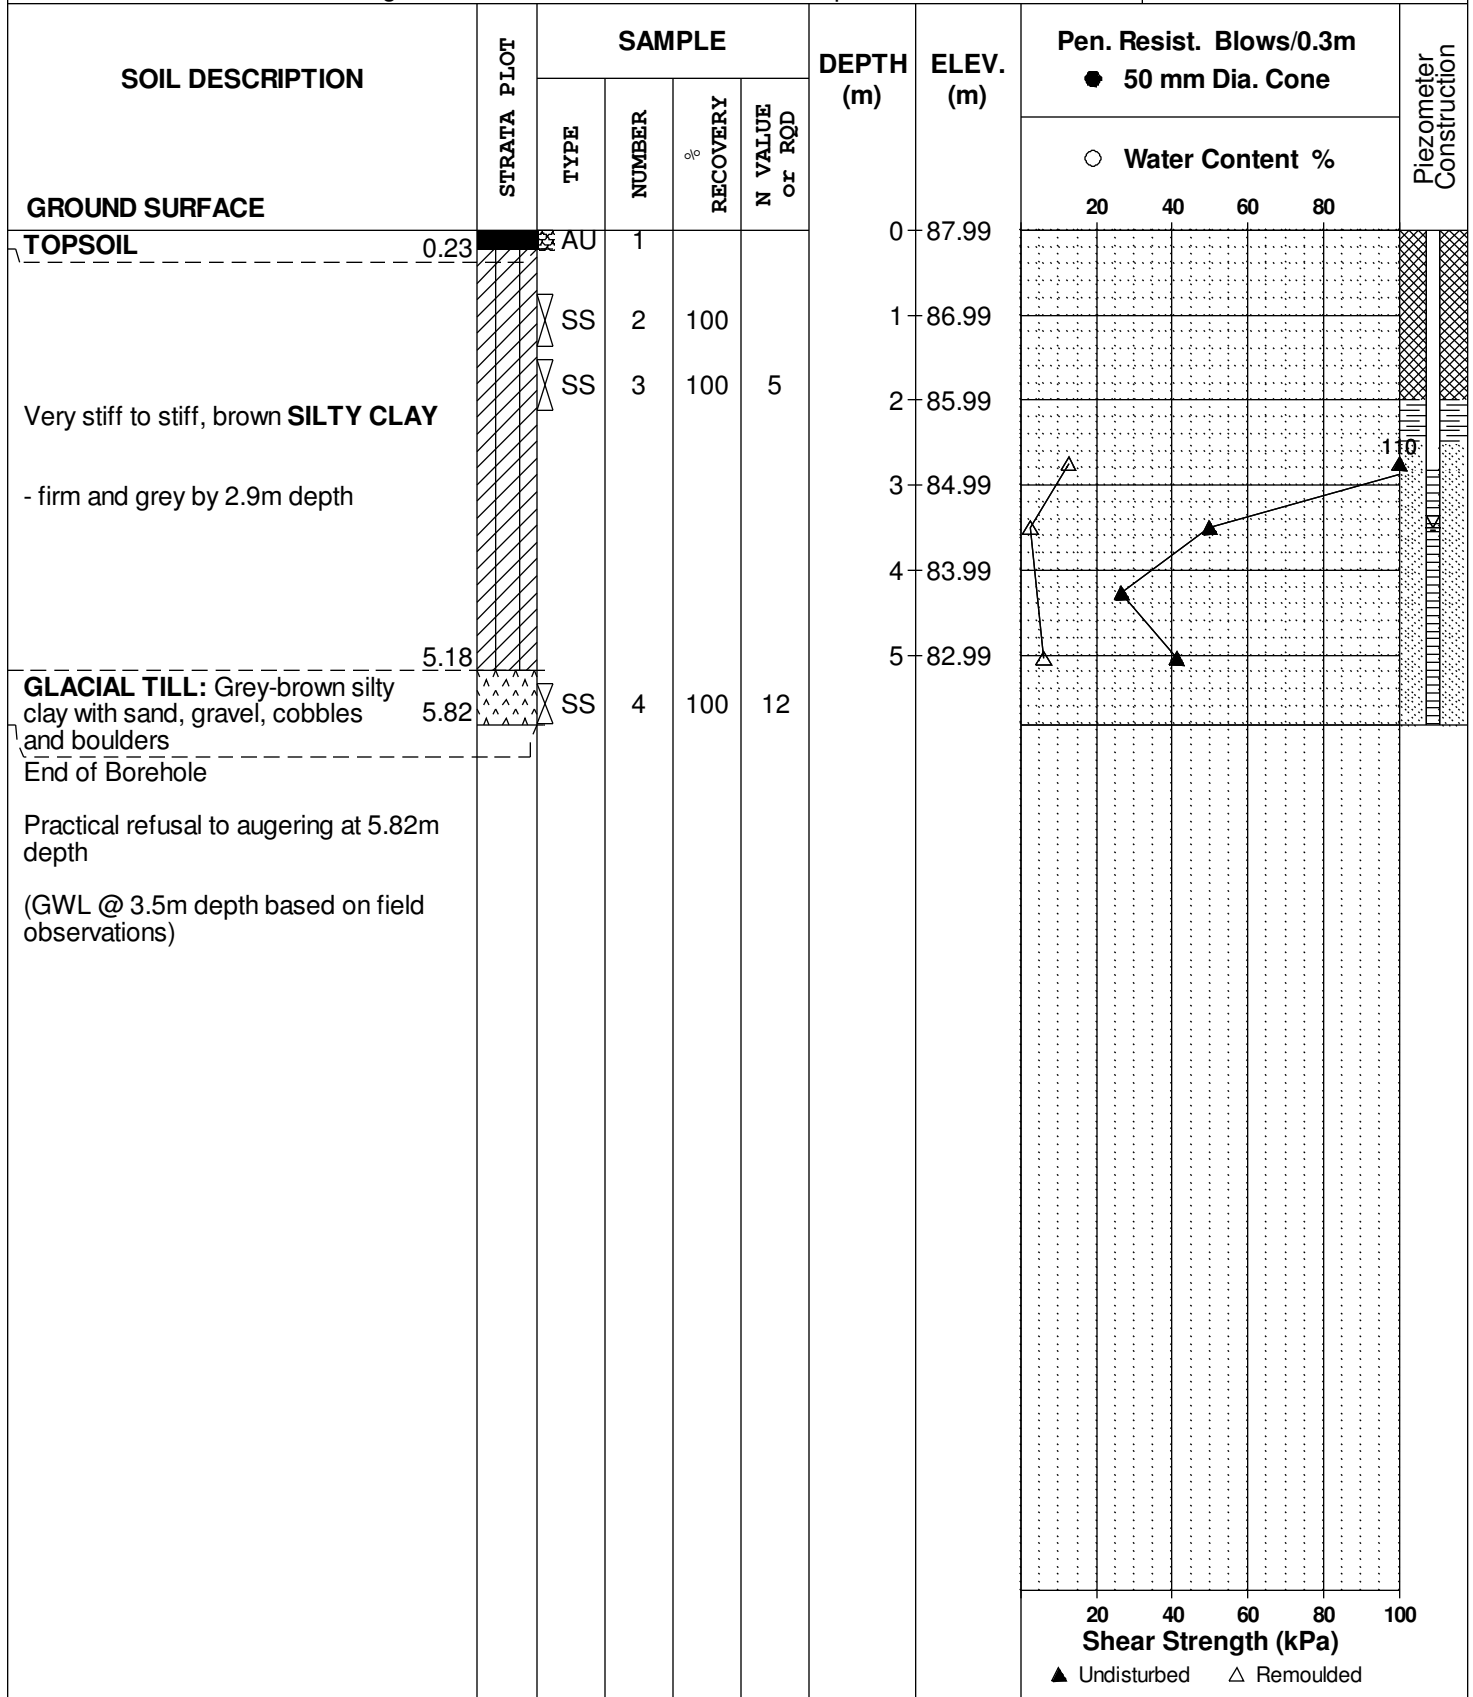 SOIL DESCRIPTION
GROUND SURFACE
STRATA PLOT
SAMPLE
TYPE
NUMBER
%
RECOVERY
N VALUE
or RQD
DEPTH
(m)
ELEV.
(m)
Pen. Resist. Blows/0.3m
● 50 mm Dia. Cone
○ Water Content %
20 40 60 80
Piezometer
Construction
TOPSOIL 0.23
AU 1
0 87.99
SS 2 100
1 86.99
SS 3 100 5
2 85.99
Very stiff to stiff, brown SILTY CLAY
110
- firm and grey by 2.9m depth
3 84.99
4 83.99
5.18
5 82.99
GLACIAL TILL: Grey-brown silty
clay with sand, gravel, cobbles 5.82
and boulders
SS 4 100 12
End of Borehole
Practical refusal to augering at 5.82m
depth
(GWL @ 3.5m depth based on field
observations)
20 40 60 80 100
Shear Strength (kPa)
▲ Undisturbed △ Remoulded